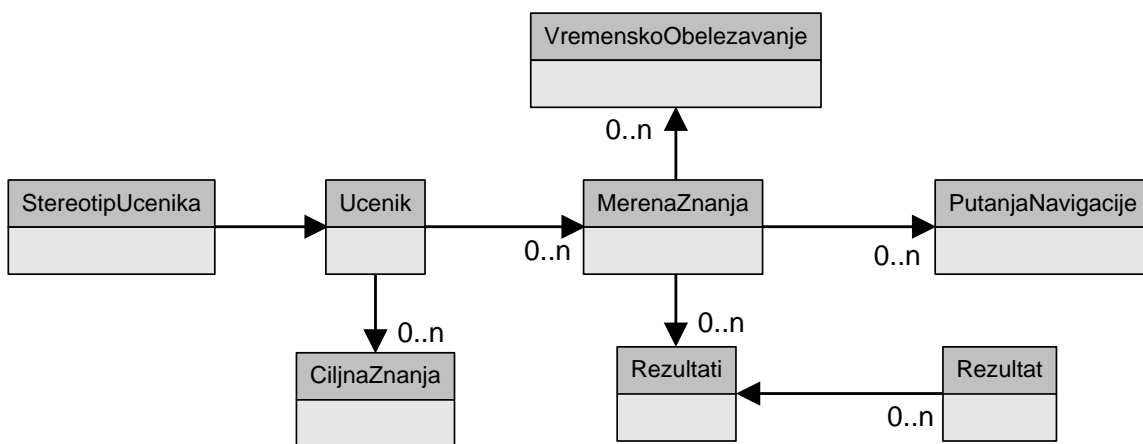 VremenskoObelezavanje
0..n
StereotipUcenika
Ucenik
MerenaZnanja
PutanjaNavigacije
0..n
0..n
0..n
0..n
CiljnaZnanja
Rezultati
Rezultat
0..n